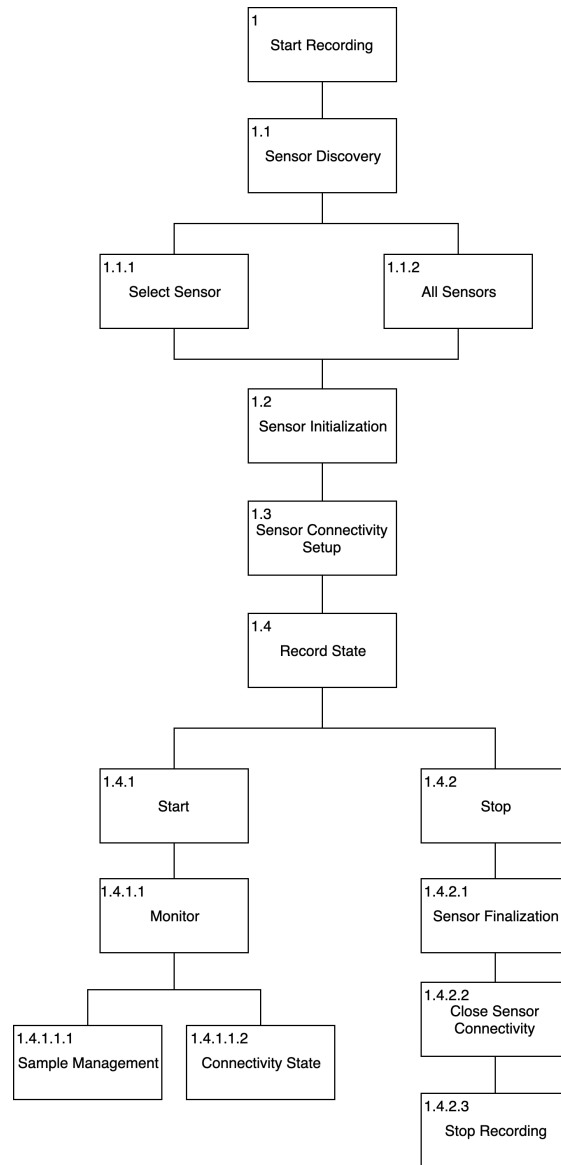 1
Start Recording
1.1
Sensor Discovery
1.1.1
Select Sensor
1.1.2
All Sensors
1.2
Sensor Initialization
1.3
Sensor Connectivity
Setup
1.4
Record State
1.4.1
Start
1.4.2
Stop
1.4.1.1
Monitor
1.4.2.1
Sensor Finalization
1.4.1.1.1
Sample Management
1.4.1.1.2
Connectivity State
1.4.2.2
Close Sensor
Connectivity
1.4.2.3
Stop Recording